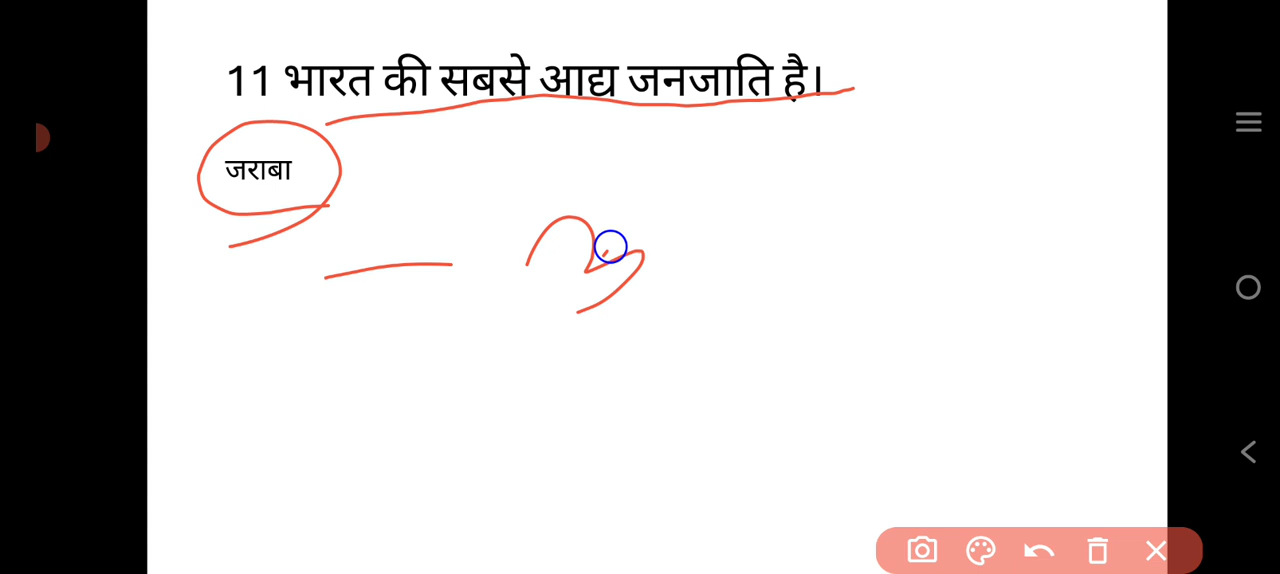 11 भारत की सबसे आद्य जनजाति है।
जराबा